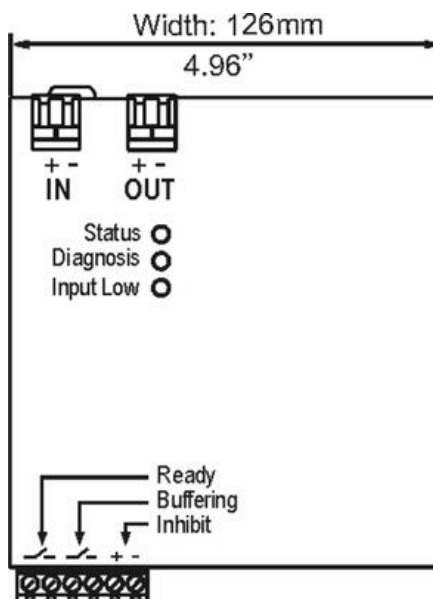 Width: 126mm
4.96”
+ - + -
IN OUT
Status
Diagnosis
Input Low
Ready
Buffering
Inhibit
+ -